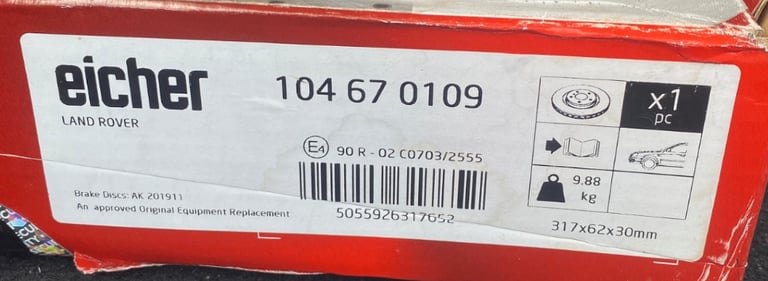 eicher
LAND ROVER
104 67 0109
E4 90 R - 02 C0703/2555
5055926317652
Brake Discs: AK 201911
An approved Original Equipment Replacement
x1
pc
9.88
kg
317x62x30mm